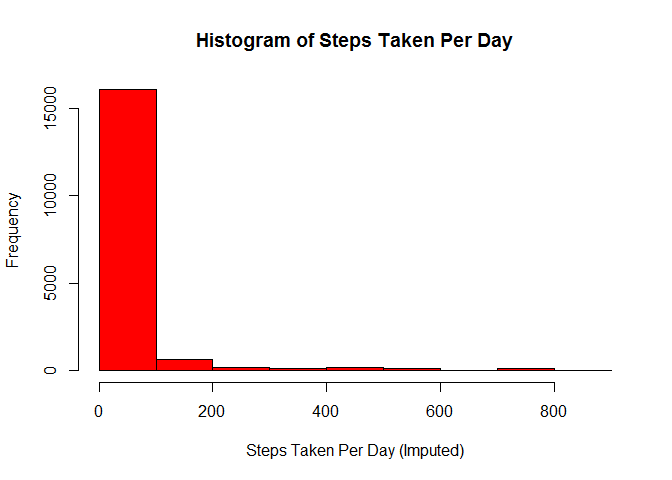 Histogram of Steps Taken Per Day
Frequency
15000
10000
5000
0
0 200 400 600 800
Steps Taken Per Day (Imputed)